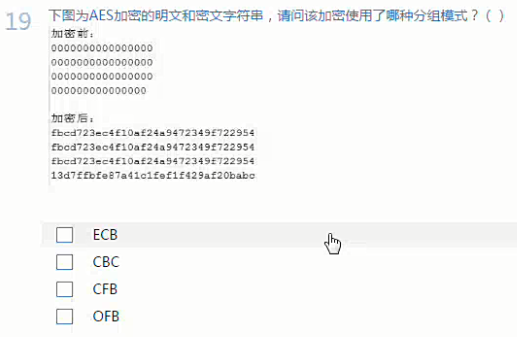 19 下图为AES加密的明文和密文字符串，请问该加密使用了哪种分组模式？（ ）
加密前：
0000000000000000
0000000000000000
0000000000000000
000000000000000
加密后：
fbcd723ec4f10af24a9472349f722954
fbcd723ec4f10af24a9472349f722954
fbcd723ec4f10af24a9472349f722954
13d7ffbfe87a41c1fef1f429af20babc
ECB
CBC
CFB
OFB